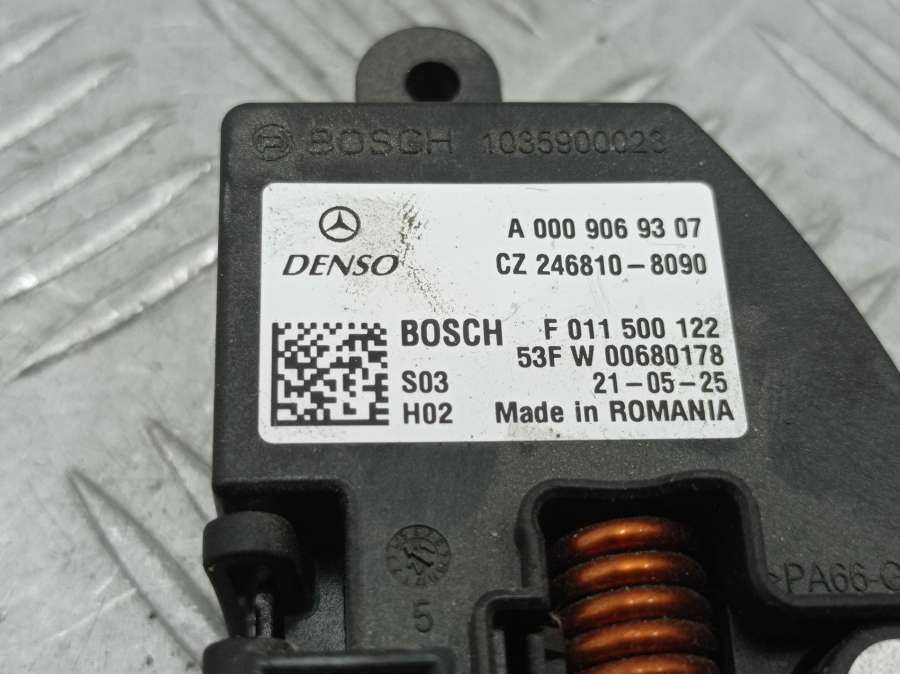 BOSCH 1035900023
A 000 906 93 07
DENSO CZ 246810-8090
BOSCH F 011 500 122
53F W 00680178
S03 21-05-25
H02 Made in ROMANIA
>PA66-G
5